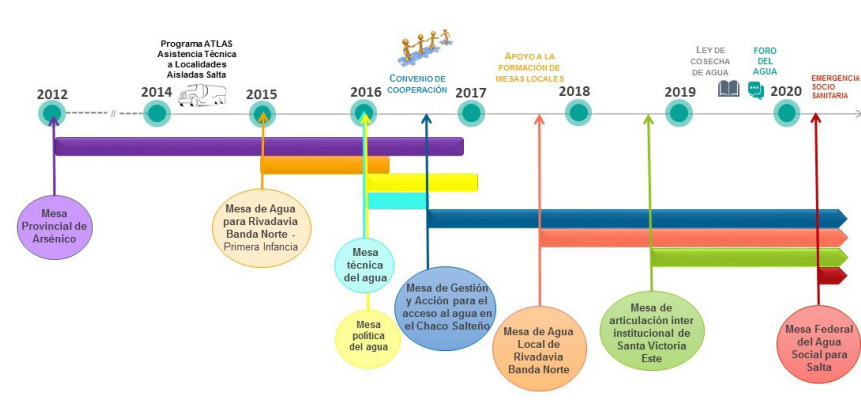 Programa ATLAS
Asistencia Técnica
a Localidades
Aisladas Salta
CONVENIO DE
COOPERACIÓN
APOYO A LA
FORMACIÓN DE
MESAS LOCALES
LEY DE
COSECHA
DE AGUA
FORO
DEL
AGUA
EMERGENCIA
SOCIO
SANITARIA
2012
2014
2015
2016
2017
2018
2019
2020
//
Mesa
Provincial de
Arsénico
Mesa de Agua
para Rivadavia
Banda Norte -
Primera Infancia
Mesa
técnica
del agua
Mesa
política
del agua
Mesa de Gestión
y Acción para el
acceso al agua en
el Chaco Salteño
Mesa de Agua
Local de
Rivadavia
Banda Norte
Mesa de
articulación inter
institucional de
Santa Victoria
Este
Mesa Federal
del Agua
Social para
Salta